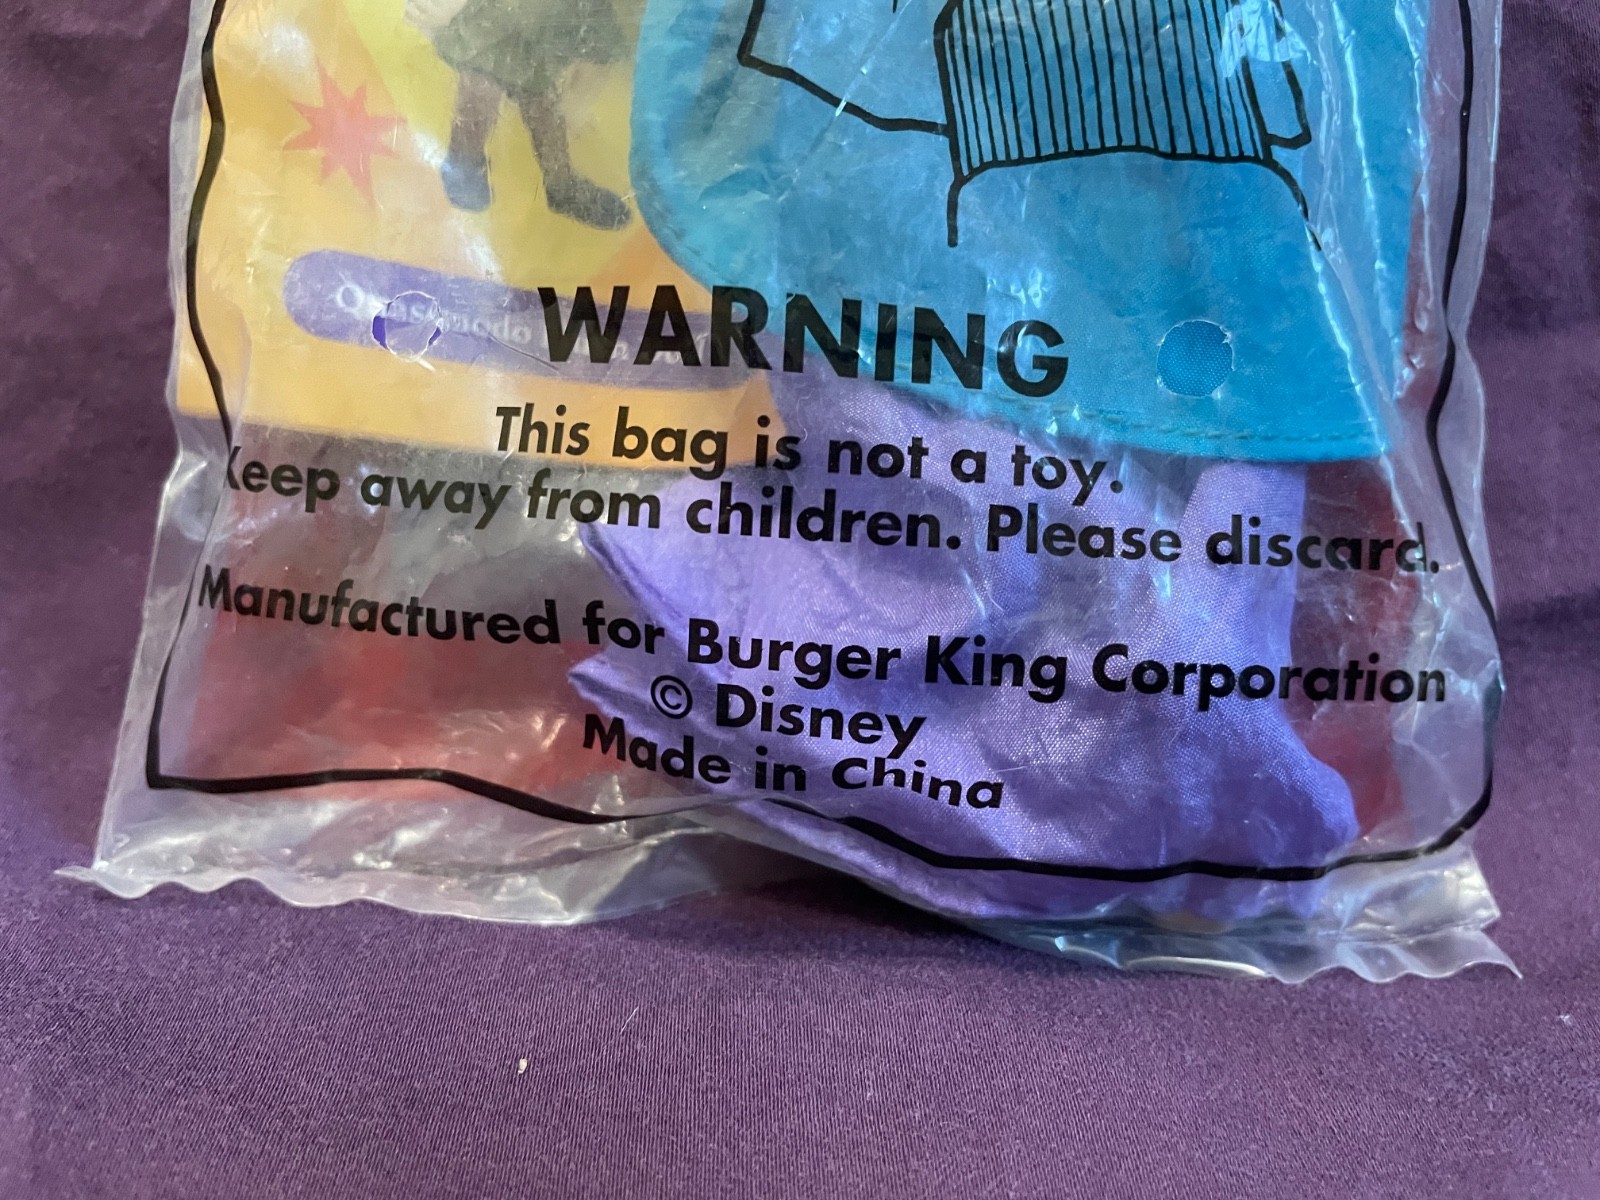 Quasimodo
WARNING
This bag is not a toy.
Keep away from children. Please discard.
Manufactured for Burger King Corporation
© Disney
Made in China